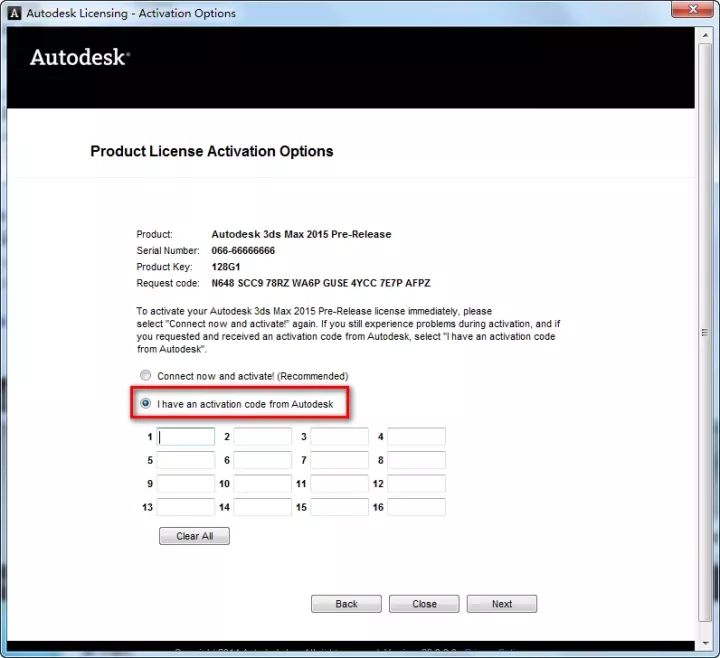 Autodesk Licensing - Activation Options
Autodesk®
Product License Activation Options
Product: Autodesk 3ds Max 2015 Pre-Release
Serial Number: 066-66666666
Product Key: 128G1
Request code: N648 SCC9 78RZ WA6P GUSE 4YCC 7E7P AFPZ
To activate your Autodesk 3ds Max 2015 Pre-Release license immediately, please
select "Connect now and activate!" again. If you still experience problems during activation, and if
you requested and received an activation code from Autodesk, select "I have an activation code
from Autodesk".
Connect now and activate! (Recommended)
I have an activation code from Autodesk
1 2 3 4
5 6 7 8
9 10 11 12
13 14 15 16
Clear All
Back Close Next